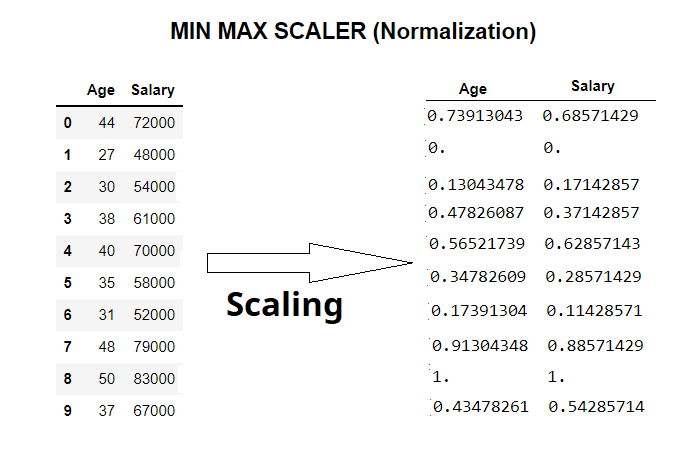 MIN MAX SCALER (Normalization)
Age Salary
0 44 72000
1 27 48000
2 30 54000
3 38 61000
4 40 70000
5 35 58000
6 31 52000
7 48 79000
8 50 83000
9 37 67000
Scaling
Age Salary
0.73913043 0.68571429
0. 0.
0.13043478 0.17142857
0.47826087 0.37142857
0.56521739 0.62857143
0.34782609 0.28571429
0.17391304 0.11428571
0.91304348 0.88571429
1. 1.
0.43478261 0.54285714